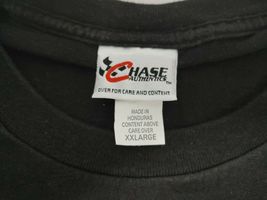 CHASE
AUTHENTICS
OVER FOR CARE AND CONTENT
MADE IN
HONDURAS
CONTENT ABOVE
CARE OVER
XXLARGE